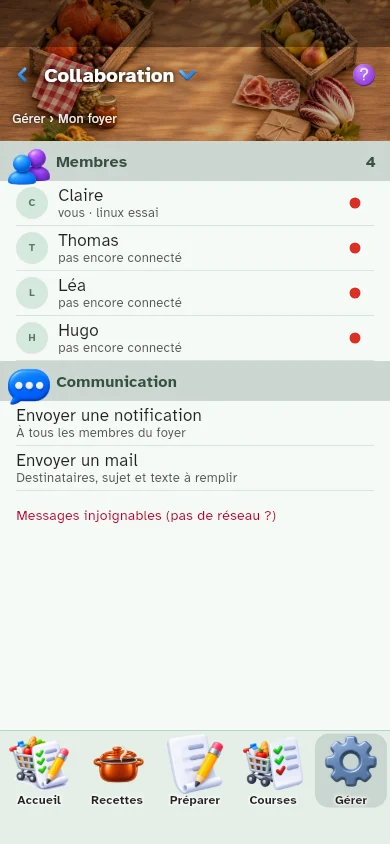 Collaboration
?
Gérer › Mon foyer
Membres 4
C
Claire
vous · linux essai
T
Thomas
pas encore connecté
L
Léa
pas encore connecté
H
Hugo
pas encore connecté
Communication
Envoyer une notification
À tous les membres du foyer
Envoyer un mail
Destinataires, sujet et texte à remplir
Messages injoignables (pas de réseau ?)
Accueil Recettes Préparer Courses Gérer